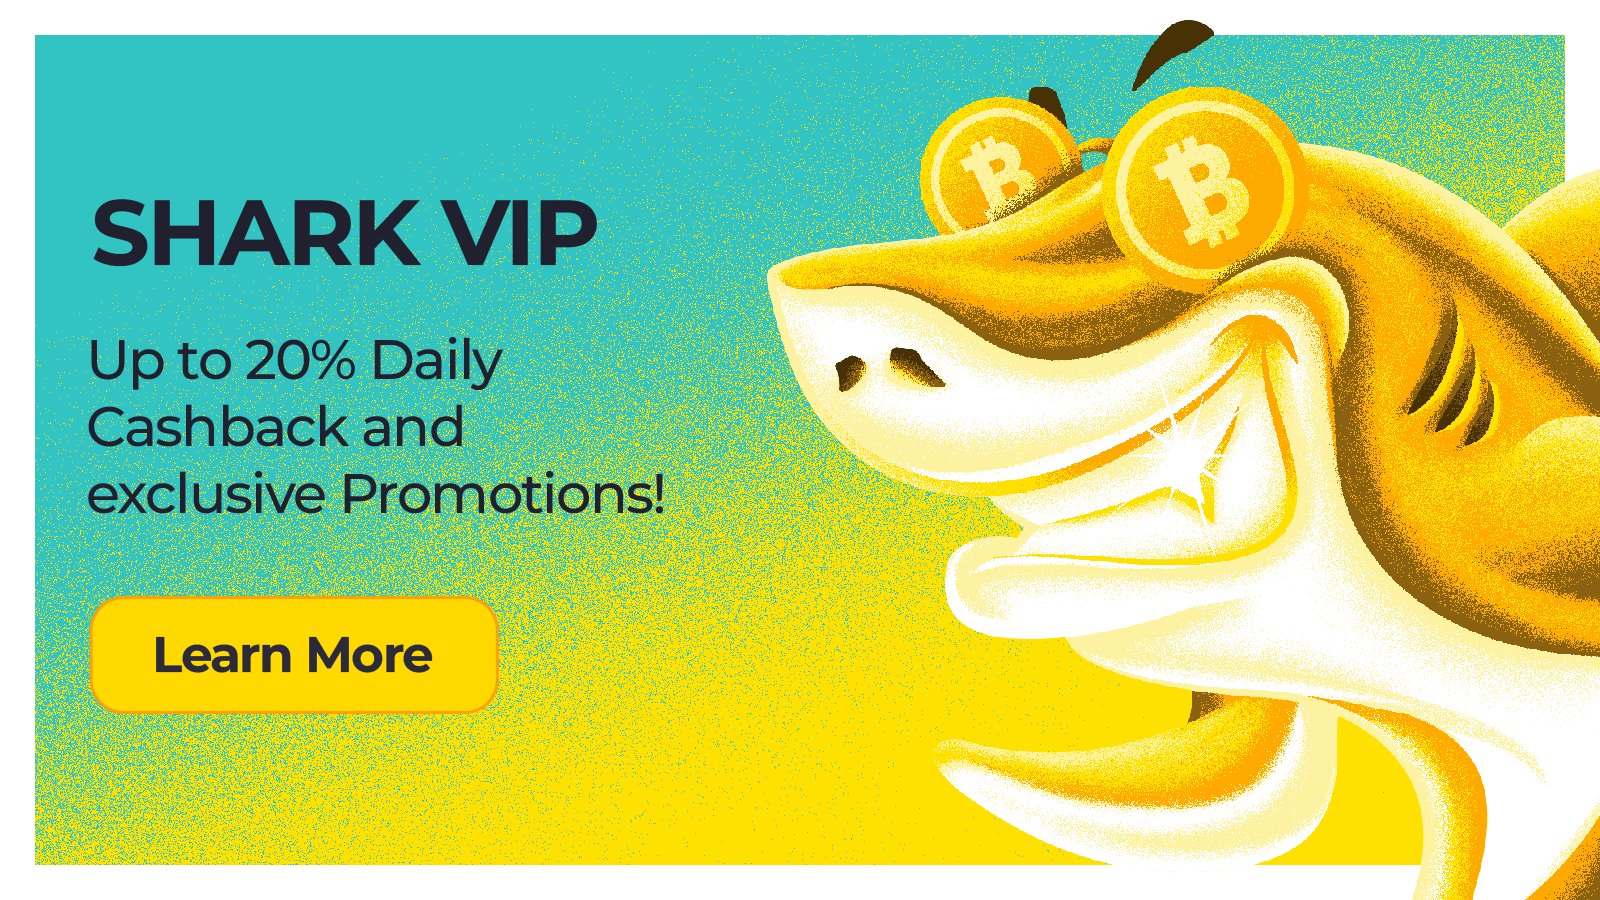 SHARK VIP
Up to 20% Daily
Cashback and
exclusive Promotions!
Learn More